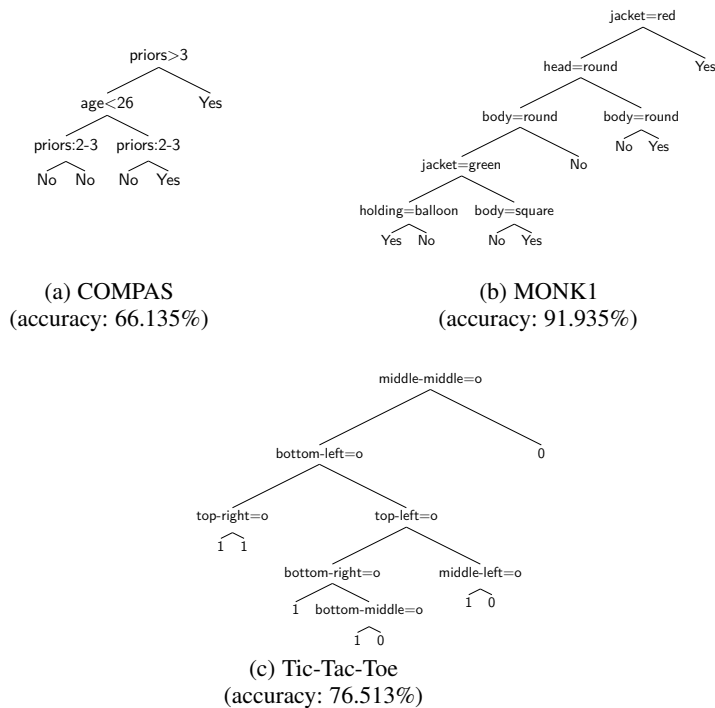 priors>3
age<26
Yes
priors:2-3 priors:2-3
No No No Yes
(a) COMPAS
(accuracy: 66.135%)
jacket=red
head=round
Yes
body=round
body=round
jacket=green
No
No Yes
holding=balloon body=square
Yes No
No Yes
(b) MONK1
(accuracy: 91.935%)
middle-middle=o
bottom-left=o
0
top-right=o
top-left=o
1 1
bottom-right=o
middle-left=o
1 bottom-middle=o
1 0
1 0
(c) Tic-Tac-Toe
(accuracy: 76.513%)